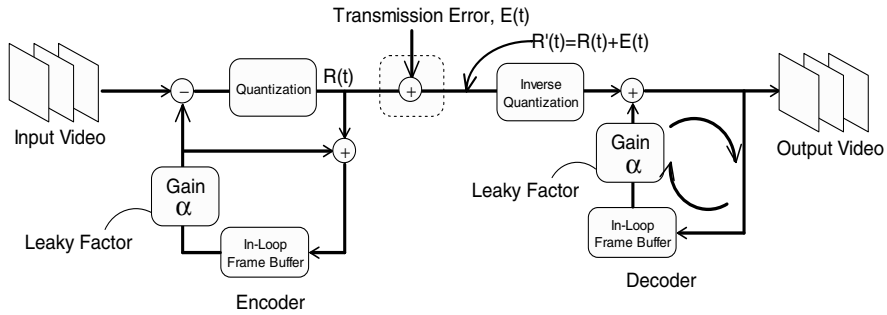 Transmission Error, E(t)
R'(t)=R(t)+E(t)
Input Video
−
Quantization
R(t)
+
Inverse
Quantization
+
Output Video
+
Gain
α
Leaky Factor
In-Loop
Frame Buffer
Encoder
Gain
α
Leaky Factor
In-Loop
Frame Buffer
Decoder